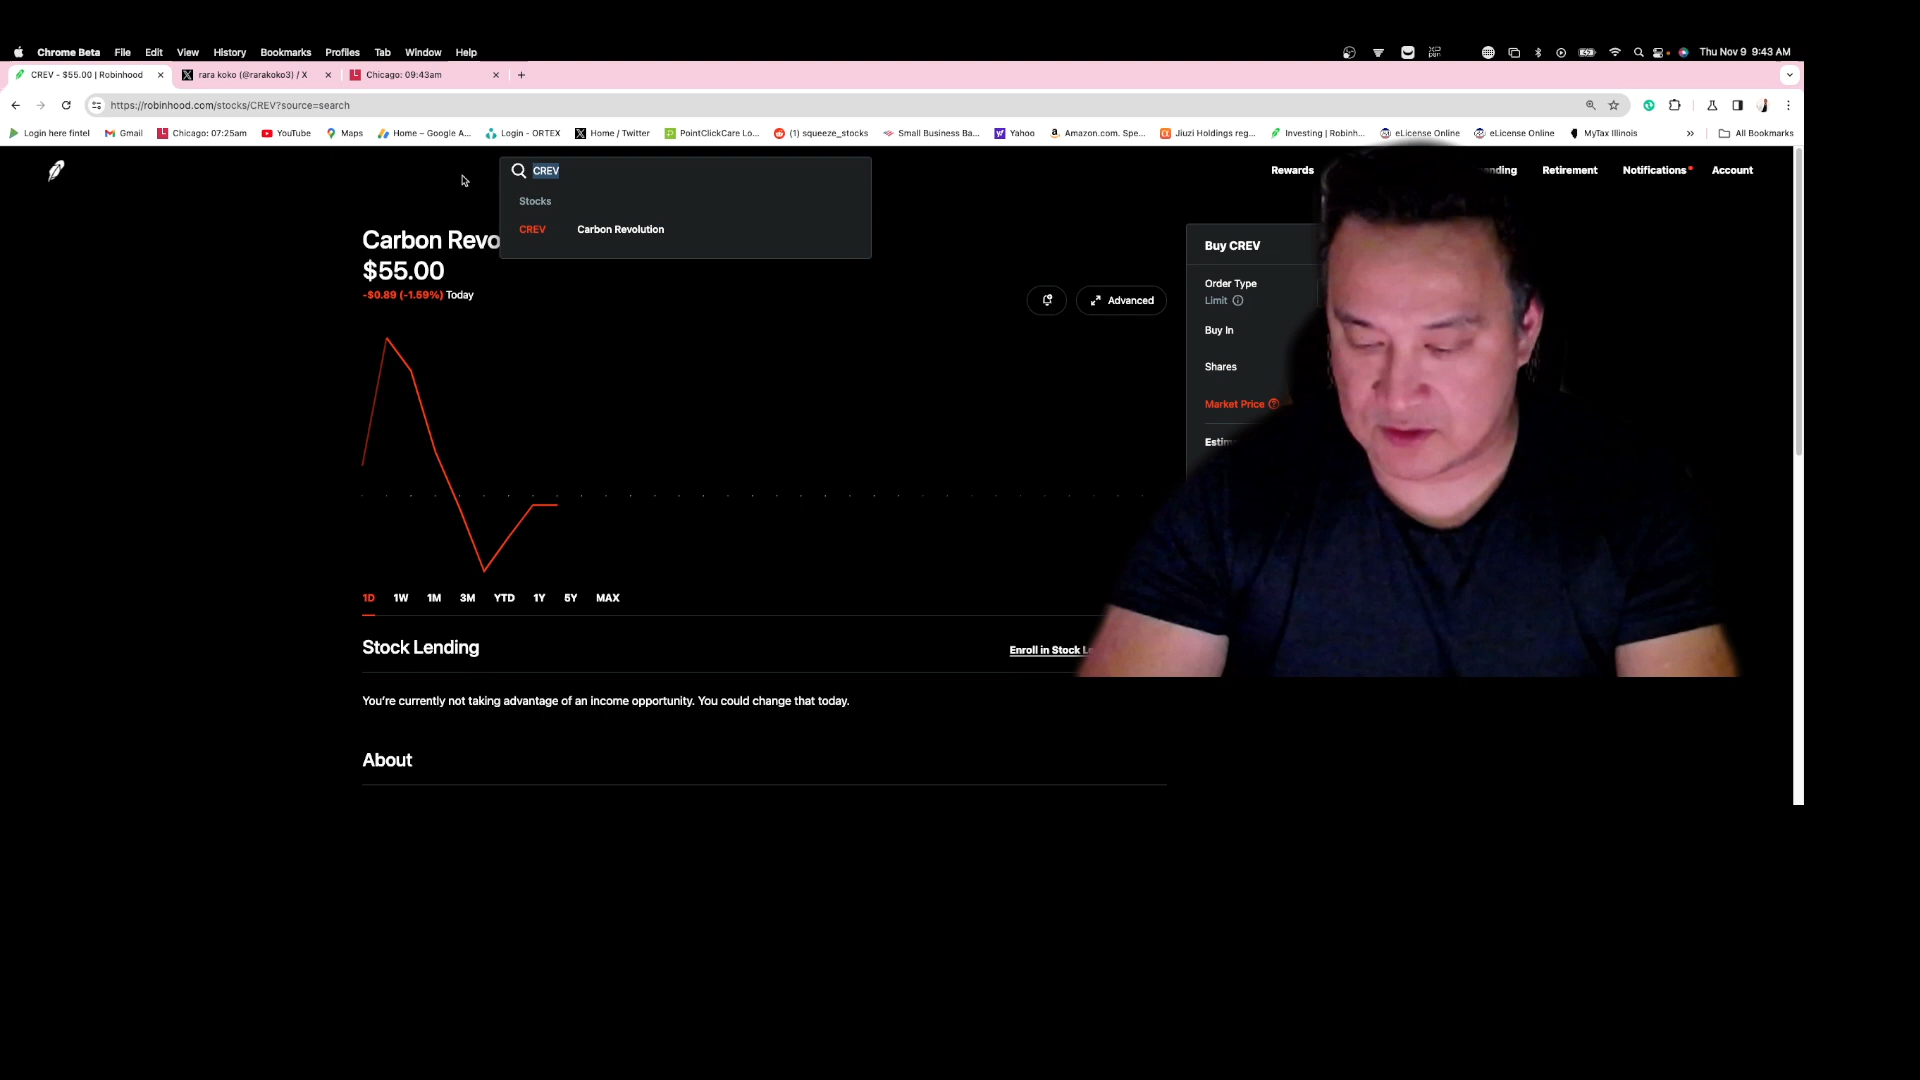 Chrome Beta File Edit View History Bookmarks Profiles Tab Window Help Thu Nov 9 9:43 AM
CREV - $55.00 | Robinhood rara koko (@rarakoko3) / X Chicago: 09:43am
https://robinhood.com/stocks/CREV?source=search
Login here fintel Gmail Chicago: 07:25am YouTube Maps Home – Google A... Login - ORTEX Home / Twitter PointClickCare Lo... (1) squeeze_stocks Small Business Ba... Yahoo Amazon.com. Spe... Jiuzi Holdings reg... Investing | Robinh... eLicense Online eLicense Online MyTax Illinois » All Bookmarks
CREV
Rewards nding Retirement Notifications Account
Stocks
CREV Carbon Revolution
Carbon Revo
$55.00
-$0.89 (-1.59%) Today
Advanced
Buy CREV
Order Type
Limit
Buy In
Shares
Market Price
Estim
1D 1W 1M 3M YTD 1Y 5Y MAX
Stock Lending
Enroll in Stock Le
You're currently not taking advantage of an income opportunity. You could change that today.
About